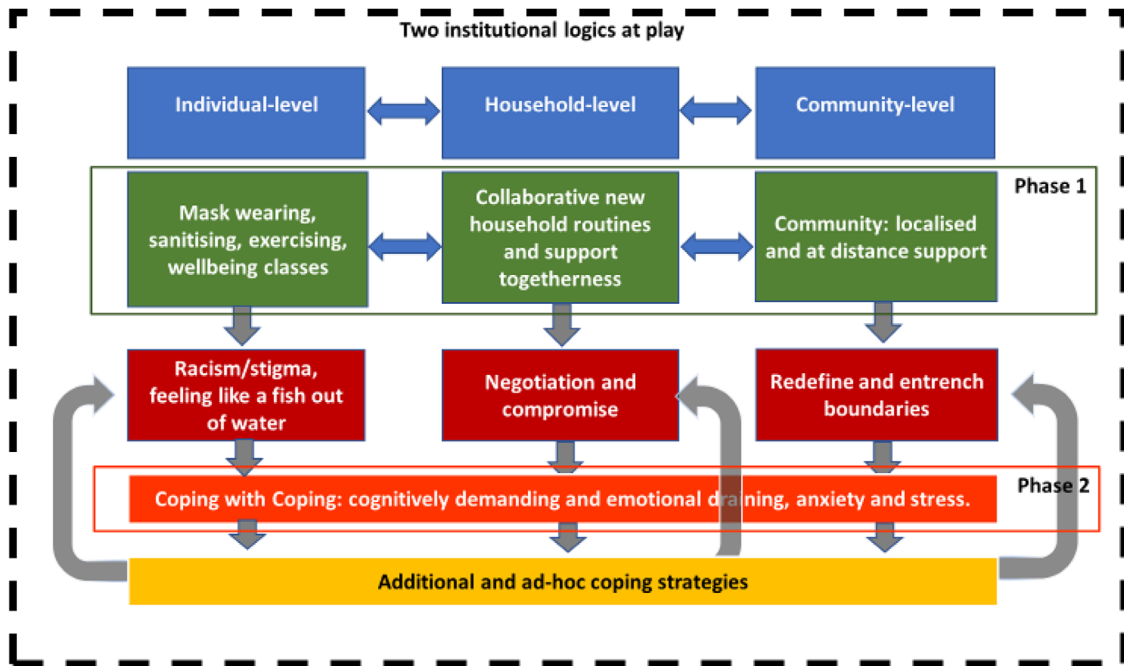 Two institutional logics at play
Individual-level
Household-level
Community-level
Phase 1
Mask wearing,
sanitising, exercising,
wellbeing classes
Collaborative new
household routines
and support
togetherness
Community: localised
and at distance support
Racism/stigma,
feeling like a fish out
of water
Negotiation and
compromise
Redefine and entrench
boundaries
Phase 2
Coping with Coping: cognitively demanding and emotional draining, anxiety and stress.
Additional and ad-hoc coping strategies